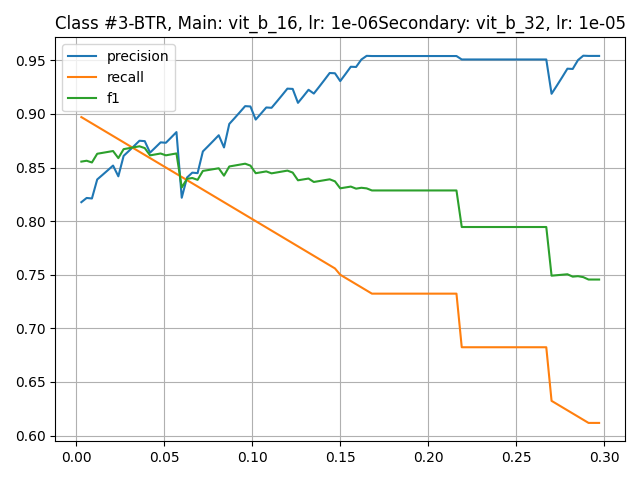 Class #3-BTR, Main: vit_b_16, lr: 1e-06Secondary: vit_b_32, lr: 1e-05
precision
recall
f1
0.95
0.90
0.85
0.80
0.75
0.70
0.65
0.60
0.00 0.05 0.10 0.15 0.20 0.25 0.30